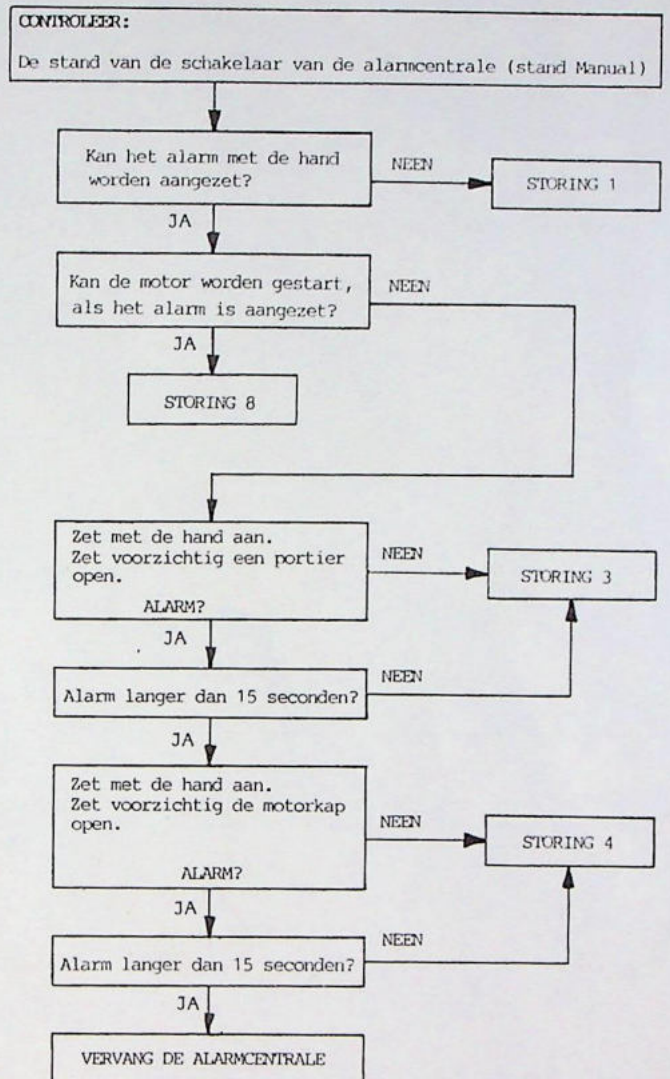 CONTROLEER:
De stand van de schakelaar van de alarmcentrale (stand Manual)
Kan het alarm met de hand
worden aangezet?
NEEN
STORING 1
JA
Kan de motor worden gestart,
als het alarm is aangezet?
NEEN
JA
STORING 8
Zet met de hand aan.
Zet voorzichtig een portier
open.
ALARM?
NEEN
STORING 3
JA
Alarm langer dan 15 seconden?
NEEN
JA
Zet met de hand aan.
Zet voorzichtig de motorkap
open.
ALARM?
NEEN
STORING 4
JA
Alarm langer dan 15 seconden?
NEEN
JA
VERVANG DE ALARMCENTRALE